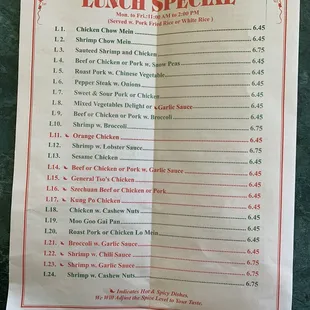 LUNCH SPECIAL
Mon. to Fri.: 11:00 AM to 2:00 PM
(Served w. Pork Fried Rice or White Rice)
L1. Chicken Chow Mein 6.45
L2. Shrimp Chow Mein 6.45
L3. Sauteed Shrimp and Chicken 6.75
L4. Beef or Chicken or Pork w. Snow Peas 6.45
L5. Roast Pork w. Chinese Vegetable 6.45
L6. Pepper Steak w. Onions 6.45
L7. Sweet & Sour Pork or Chicken 6.45
L8. Mixed Vegetables Delight or Garlic Sauce 6.45
L9. Beef or Chicken or Pork w. Broccoli 6.45
L10. Shrimp w. Broccoli 6.75
L11. Orange Chicken 6.45
L12. Shrimp w. Lobster Sauce 6.75
L13. Sesame Chicken 6.45
L14. Beef or Chicken or Pork w. Garlic Sauce 6.45
L15. General Tso's Chicken 6.45
L16. Szechuan Beef or Chicken or Pork 6.45
L17. Kung Po Chicken 6.45
L18. Chicken w. Cashew Nuts 6.45
L19. Moo Goo Gai Pan 6.45
L20. Roast Pork or Chicken Lo Mein 6.45
L21. Broccoli w. Garlic Sauce 6.45
L22. Shrimp w. Chili Sauce 6.75
L23. Shrimp w. Garlic Sauce 6.75
L24. Shrimp w. Cashew Nuts 6.75
Indicates Hot & Spicy Dishes.
We Will Adjust the Spice Level to Your Taste.